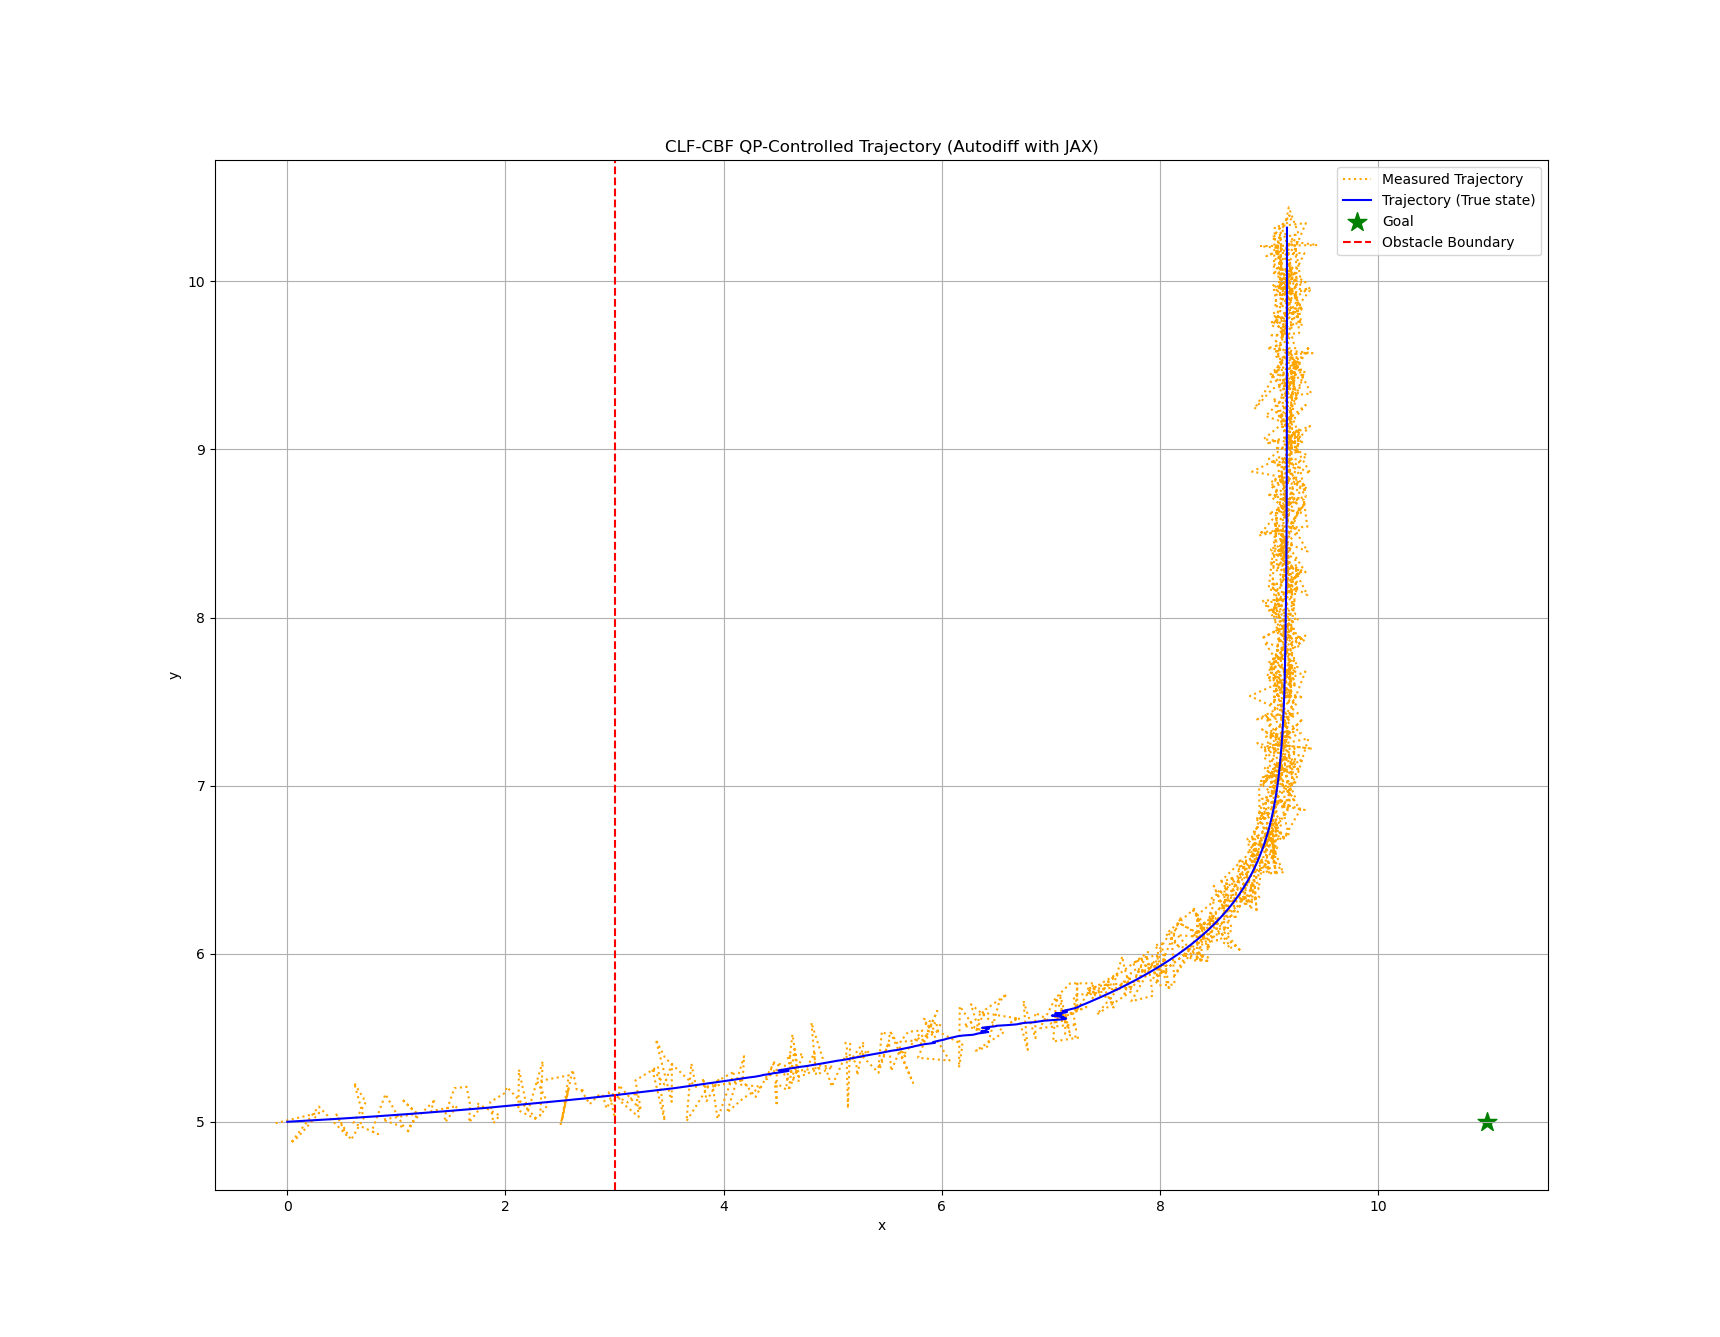 CLF-CBF QP-Controlled Trajectory (Autodiff with JAX)
Measured Trajectory
Trajectory (True state)
Goal
Obstacle Boundary
10
9
8
7
6
5
y
0 2 4 6 8 10
x